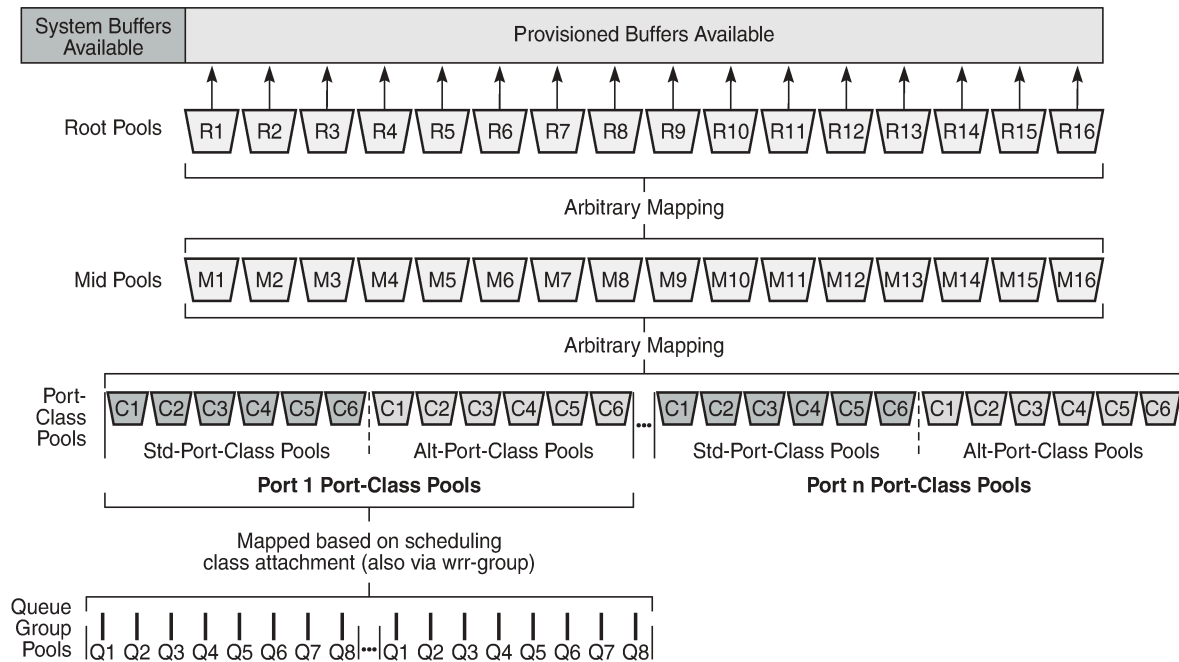 System Buffers
Available
Provisioned Buffers Available
Root Pools
R1 R2 R3 R4 R5 R6 R7 R8 R9 R10 R11 R12 R13 R14 R15 R16
Arbitrary Mapping
Mid Pools
M1 M2 M3 M4 M5 M6 M7 M8 M9 M10 M11 M12 M13 M14 M15 M16
Arbitrary Mapping
Port-
Class
Pools
C1 C2 C3 C4 C5 C6 C1 C2 C3 C4 C5 C6 ... C1 C2 C3 C4 C5 C6 C1 C2 C3 C4 C5 C6
Std-Port-Class Pools Alt-Port-Class Pools Std-Port-Class Pools Alt-Port-Class Pools
Port 1 Port-Class Pools Port n Port-Class Pools
Mapped based on scheduling
class attachment (also via wrr-group)
Queue
Group
Pools
Q1 Q2 Q3 Q4 Q5 Q6 Q7 Q8 ... Q1 Q2 Q3 Q4 Q5 Q6 Q7 Q8